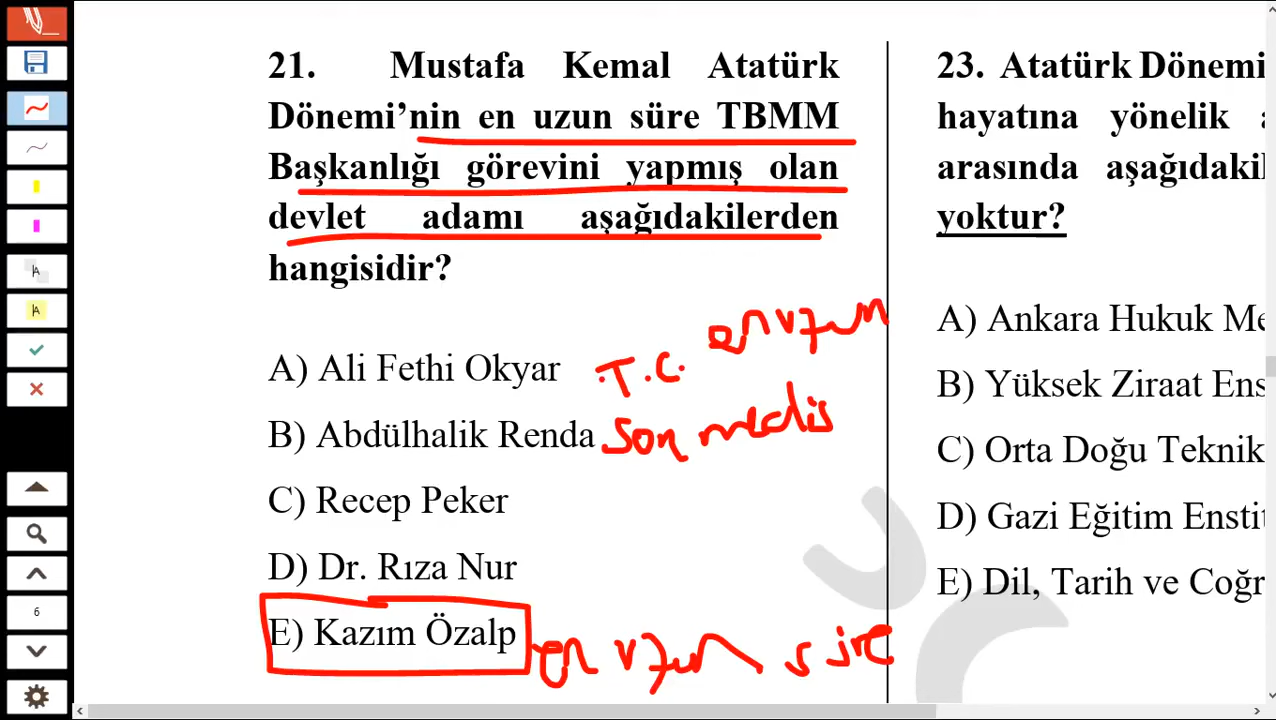 21. Mustafa Kemal Atatürk
Dönemi’nin en uzun süre TBMM
Başkanlığı görevini yapmış olan
devlet adamı aşağıdakilerden
hangisidir?
en uzun
A) Ali Fethi Okyar T.C.
B) Abdülhalik Renda son meclis
C) Recep Peker
D) Dr. Rıza Nur
E) Kazım Özalp en uzun süre
23. Atatürk Dönemi
hayatına yönelik a
arasında aşağıdakil
yoktur?
A) Ankara Hukuk Me
B) Yüksek Ziraat Ens
C) Orta Doğu Teknik
D) Gazi Eğitim Enstit
E) Dil, Tarih ve Coğr
6